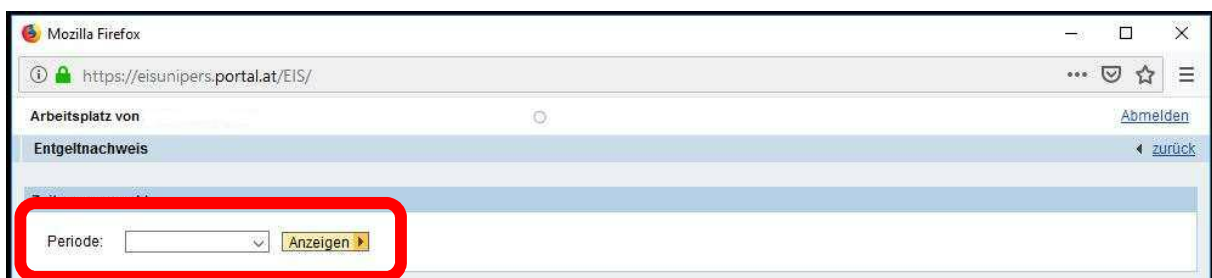 Mozilla Firefox
https://eisunipers.portal.at/EIS/
Arbeitsplatz von
Abmelden
Entgeltnachweis
zurück
Periode:
Anzeigen